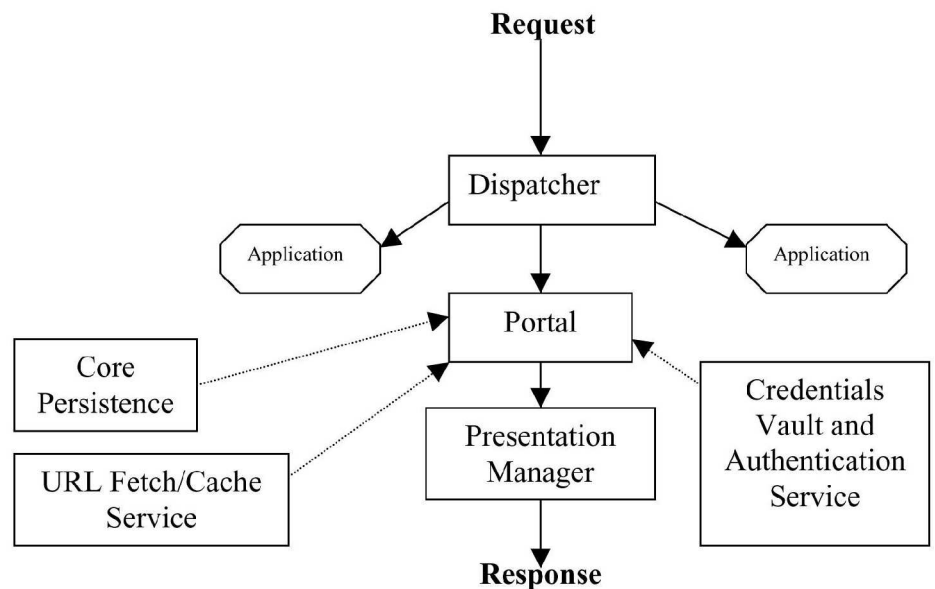 Request
Dispatcher
Application
Application
Portal
Core
Persistence
Presentation
Manager
Credentials
Vault and
Authentication
Service
URL Fetch/Cache
Service
Response